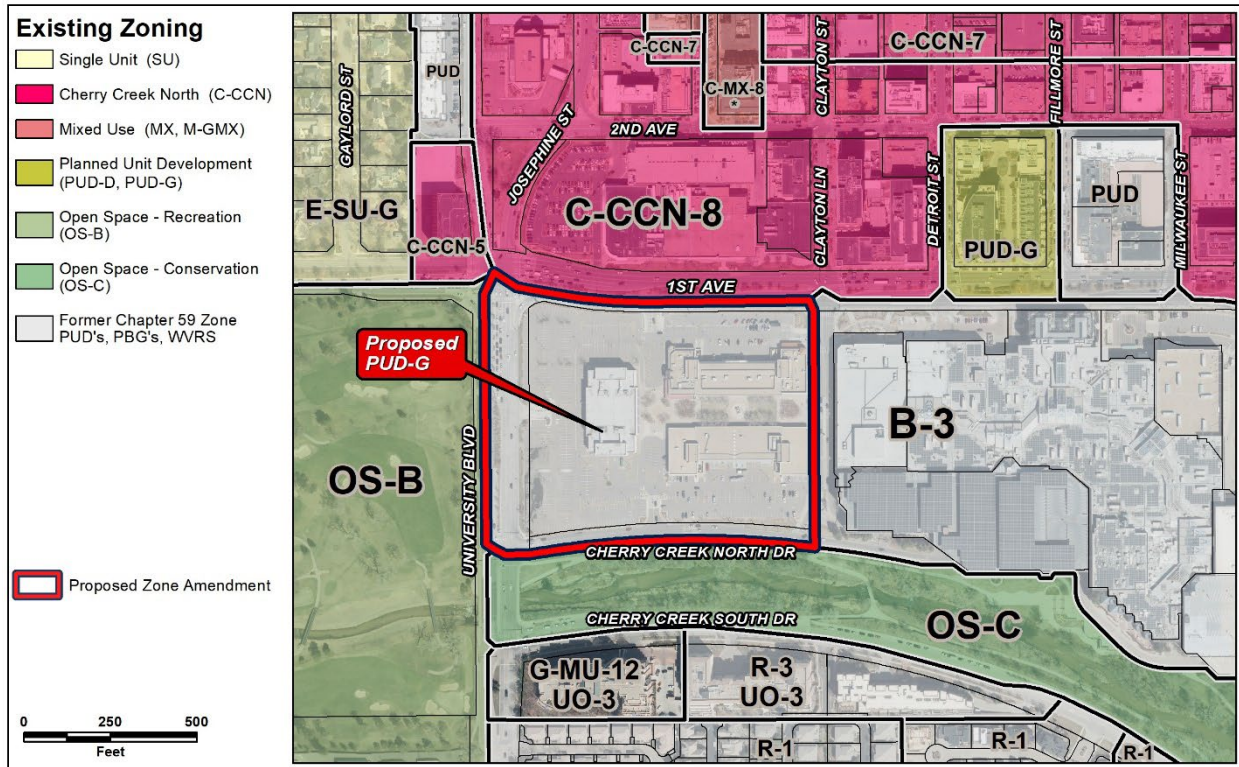 Existing Zoning
Single Unit (SU)
Cherry Creek North (C-CCN)
Mixed Use (MX, M-GMX)
Planned Unit Development
(PUD-D, PUD-G)
Open Space - Recreation
(OS-B)
Open Space - Conservation
(OS-C)
Former Chapter 59 Zone
PUD's, PBG's, WVRS
Proposed Zone Amendment
0 250 500
Feet
GAYLORD ST
PUD
C-CCN-7
C-MX-8
*
CLAYTON ST
C-CCN-7
FILLMORE ST
JOSEPHINE ST
2ND AVE
E-SU-G
C-CCN-5
C-CCN-8
CLAYTON LN
DETROIT ST
PUD-G
PUD
MILWAUKEE ST
1ST AVE
Proposed
PUD-G
OS-B
UNIVERSITY BLVD
B-3
CHERRY CREEK NORTH DR
CHERRY CREEK SOUTH DR
OS-C
G-MU-12
UO-3
R-3
UO-3
R-1
R-1
R-1